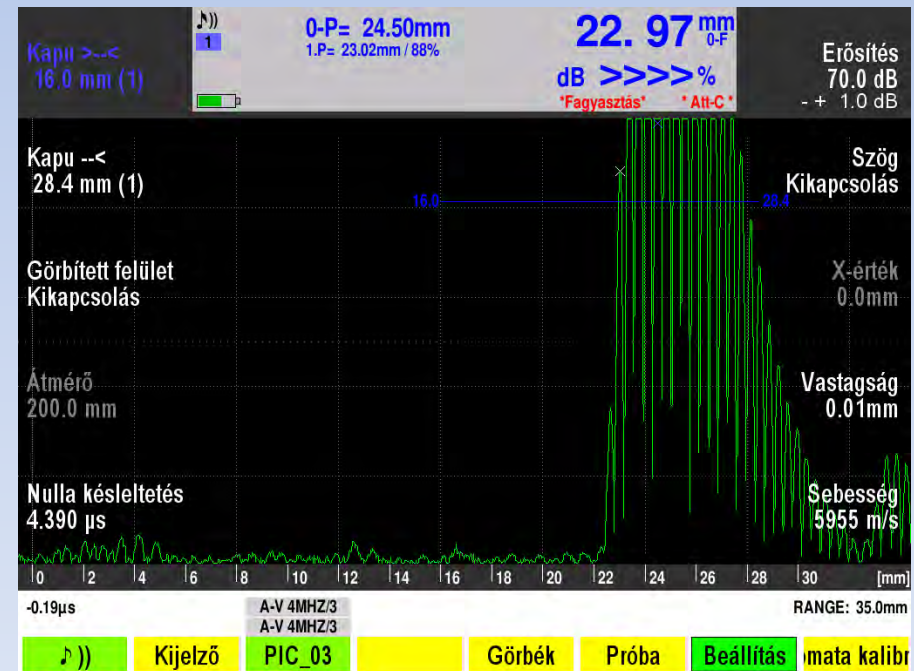 Kapu >--<
16.0 mm (1)
♪))
1
0-P= 24.50mm
1.P= 23.02mm / 88%
22. 97 mm
0-F
dB >>>> %
*Fagyasztás* * Att-C *
Erősítés
70.0 dB
- + 1.0 dB
Kapu --<
28.4 mm (1)
Szög
Kikapcsolás
16.0
28.4
Görbített felület
Kikapcsolás
X-érték
0.0mm
Átmérő
200.0 mm
Vastagság
0.01mm
Nulla késleltetés
4.390 µs
Sebesség
5955 m/s
0 2 4 6 8 10 12 14 16 18 20 22 24 26 28 30 [mm]
-0.19µs
A-V 4MHZ/3
A-V 4MHZ/3
RANGE: 35.0mm
♪)) Kijelző PIC_03 Görbék Próba Beállítás omata kalibr